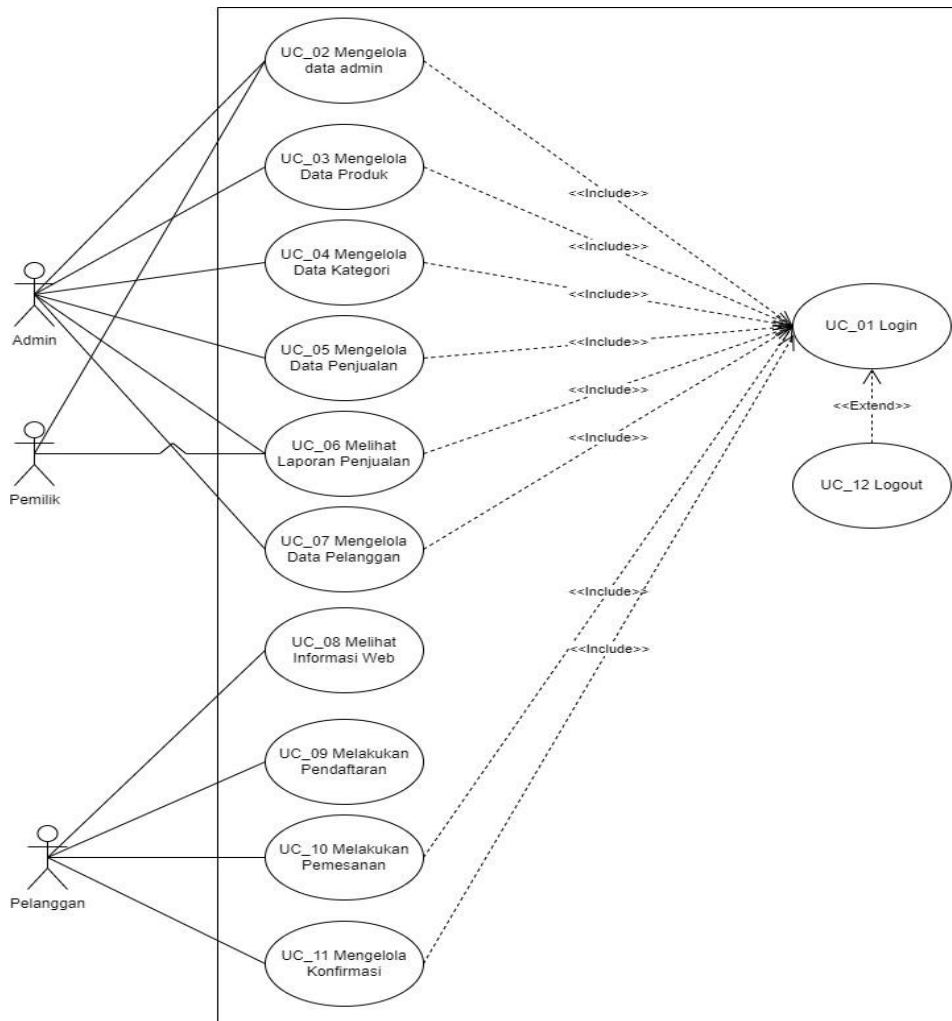 UC_02 Mengelola
data admin
UC_03 Mengelola
Data Produk
<<Include>>
<<Include>>
UC_04 Mengelola
Data Kategori
<<Include>>
Admin
UC_05 Mengelola
Data Penjualan
<<Include>>
UC_01 Login
<<Extend>>
UC_06 Melihat
Laporan Penjualan
<<Include>>
Pemilik
UC_12 Logout
UC_07 Mengelola
Data Pelanggan
<<Include>>
UC_08 Melihat
Informasi Web
<<Include>>
UC_09 Melakukan
Pendaftaran
UC_10 Melakukan
Pemesanan
Pelanggan
UC_11 Mengelola
Konfirmasi
<<Include>>